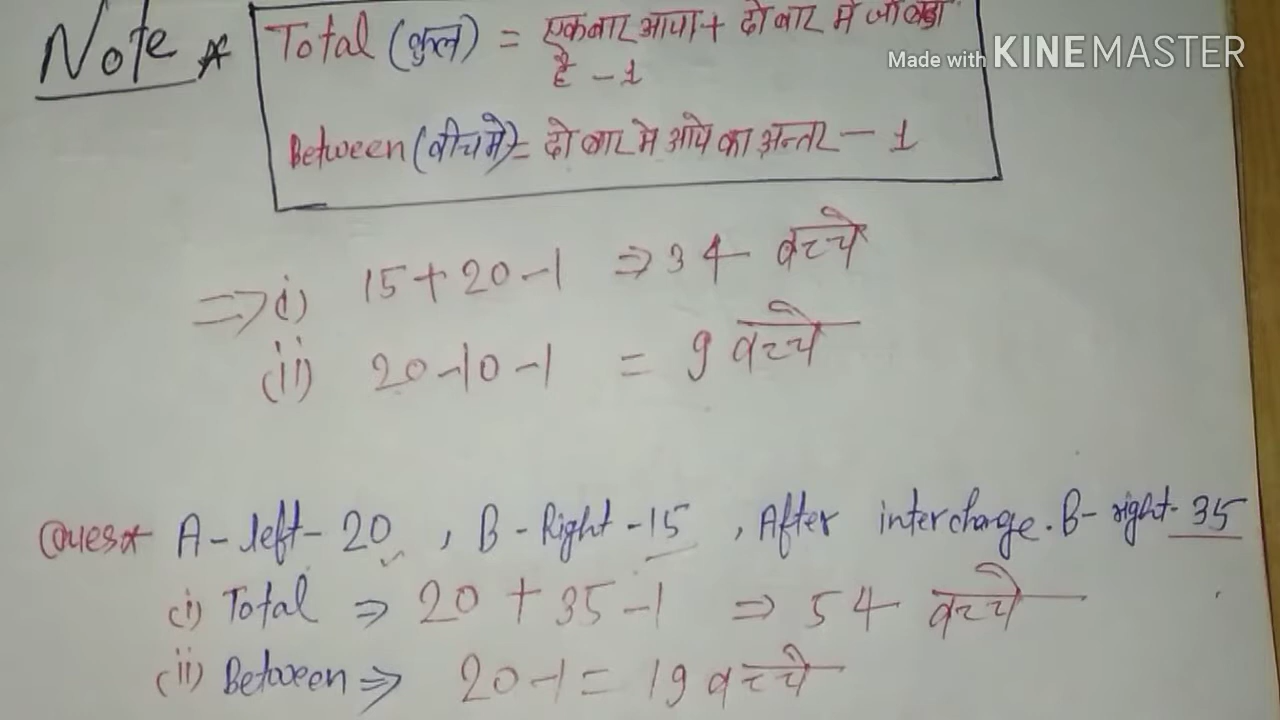 Note * Total (कुल) = एकबार आया + दो बार मे जो बड़ा
है - 1
Made with KINEMASTER
Between (बीच मे) = दो बार मे आये का अन्तर - 1
=> (i) 15 + 20 - 1 => 34 बच्चे
(ii) 20 - 10 - 1 = 9 बच्चे
Ques* A - left - 20 , B - Right - 15 , After interchange. B - right - 35
(i) Total => 20 + 35 - 1 => 54 बच्चे
(ii) Between => 20 - 1 = 19 बच्चे